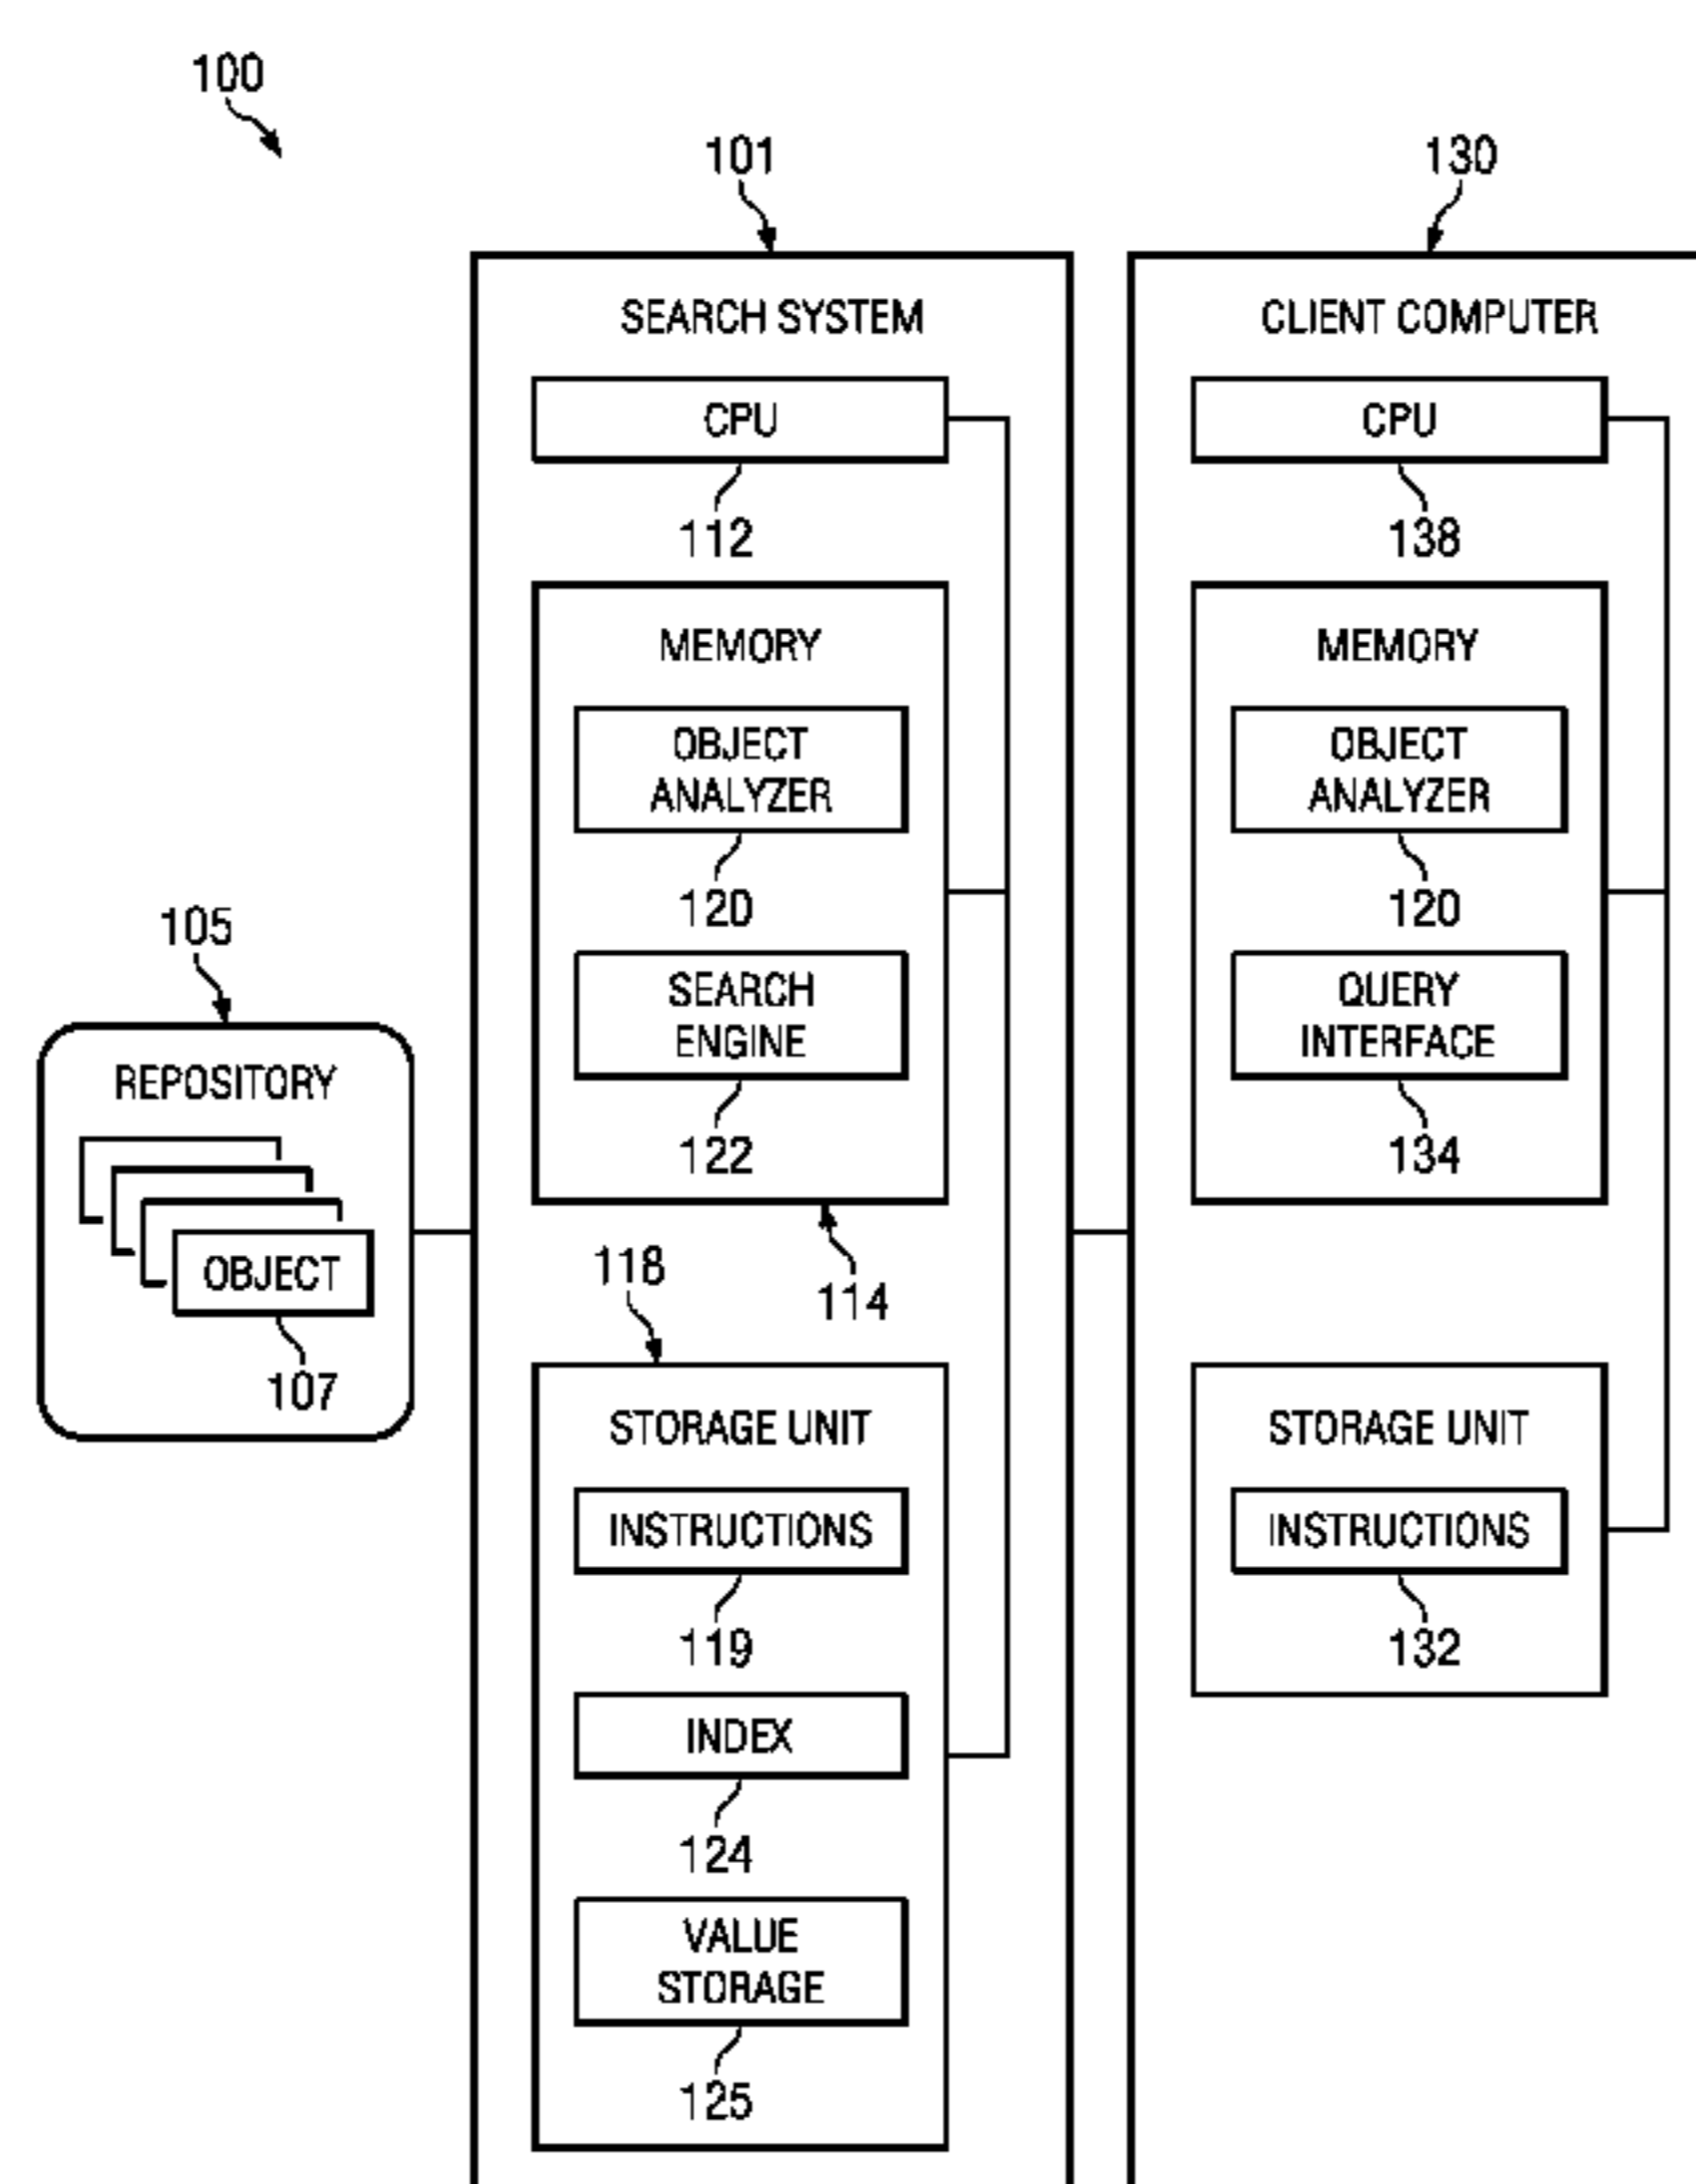 100
101
130
SEARCH SYSTEM
CPU
112
MEMORY
OBJECT
ANALYZER
120
SEARCH
ENGINE
122
114
105
REPOSITORY
OBJECT
107
118
STORAGE UNIT
INSTRUCTIONS
119
INDEX
124
VALUE
STORAGE
125
CLIENT COMPUTER
CPU
138
MEMORY
OBJECT
ANALYZER
120
QUERY
INTERFACE
134
STORAGE UNIT
INSTRUCTIONS
132